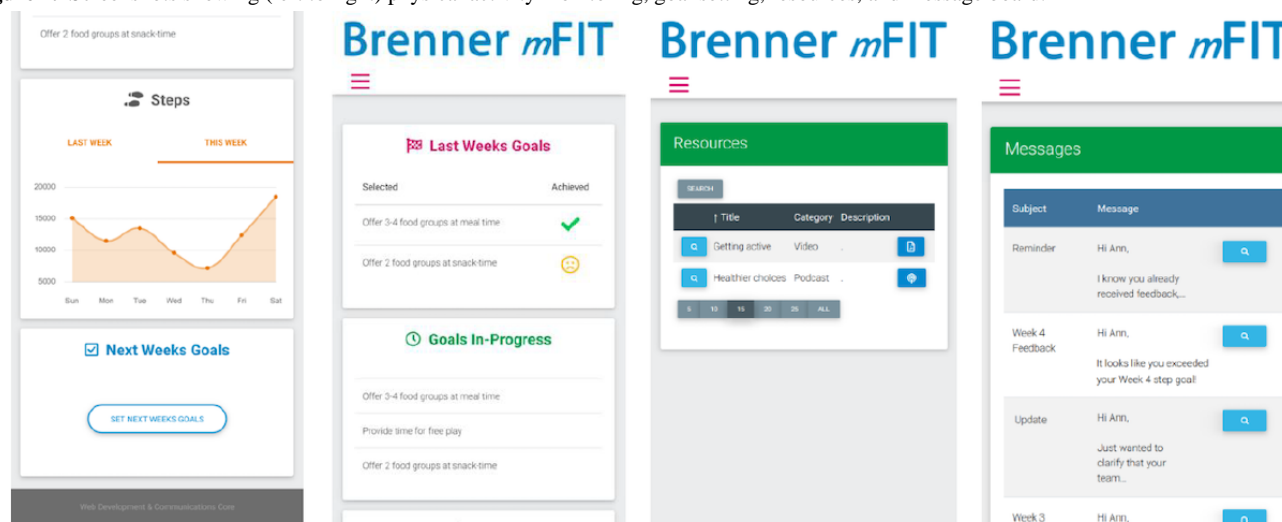 Offer 2 food groups at snack-time
Steps
LAST WEEK THIS WEEK
20000
15000
10000
5000
Sun Mon Tue Wed Thu Fri Sat
Next Weeks Goals
SET NEXT WEEKS GOALS
Web Development & Communications Core
Brenner mFIT
Last Weeks Goals
Selected Achieved
Offer 3-4 food groups at meal time
Offer 2 food groups at snack-time
Goals In-Progress
Offer 3-4 food groups at meal time
Provide time for free play
Offer 2 food groups at snack-time
Brenner mFIT
Resources
SEARCH
↑ Title Category Description
Getting active Video .
Healthier choices Podcast .
5 10 15 20 25 ALL
Brenner mFIT
Messages
Subject Message
Reminder Hi Ann,
I know you already
received feedback,...
Week 4 Hi Ann,
Feedback
It looks like you exceeded
your Week 4 step goal!
Update Hi Ann,
Just wanted to
clarify that your
team...
Week 3 Hi Ann,